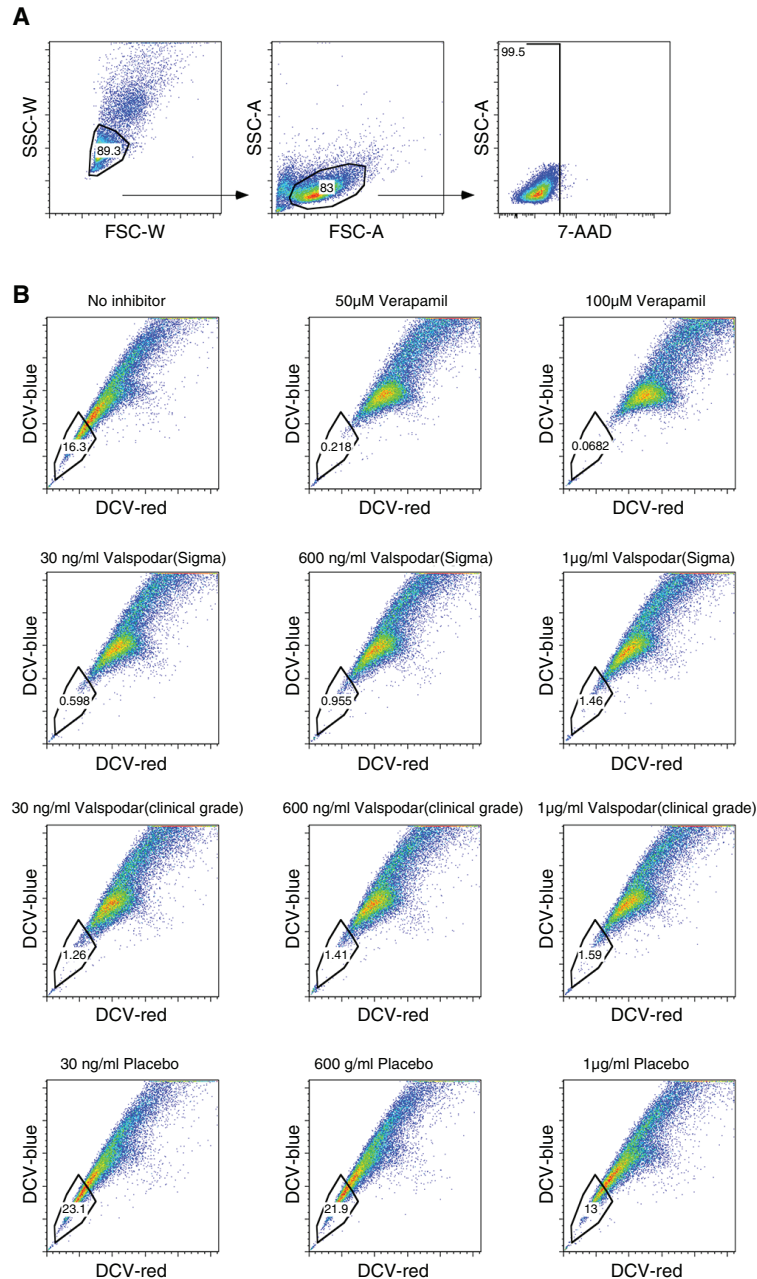 A
SSC-W
89.3
FSC-W
SSC-A
83
FSC-A
SSC-A
99.5
7-AAD
B
No inhibitor
DCV-blue
16.3
DCV-red
50µM Verapamil
DCV-blue
0.218
DCV-red
100µM Verapamil
DCV-blue
0.0682
DCV-red
30 ng/ml Valspodar(Sigma)
DCV-blue
0.598
DCV-red
600 ng/ml Valspodar(Sigma)
DCV-blue
0.955
DCV-red
1µg/ml Valspodar(Sigma)
DCV-blue
1.46
DCV-red
30 ng/ml Valspodar(clinical grade)
DCV-blue
1.26
DCV-red
600 ng/ml Valspodar(clinical grade)
DCV-blue
1.41
DCV-red
1µg/ml Valspodar(clinical grade)
DCV-blue
1.59
DCV-red
30 ng/ml Placebo
DCV-blue
23.1
DCV-red
600 g/ml Placebo
DCV-blue
21.9
DCV-red
1µg/ml Placebo
DCV-blue
13
DCV-red